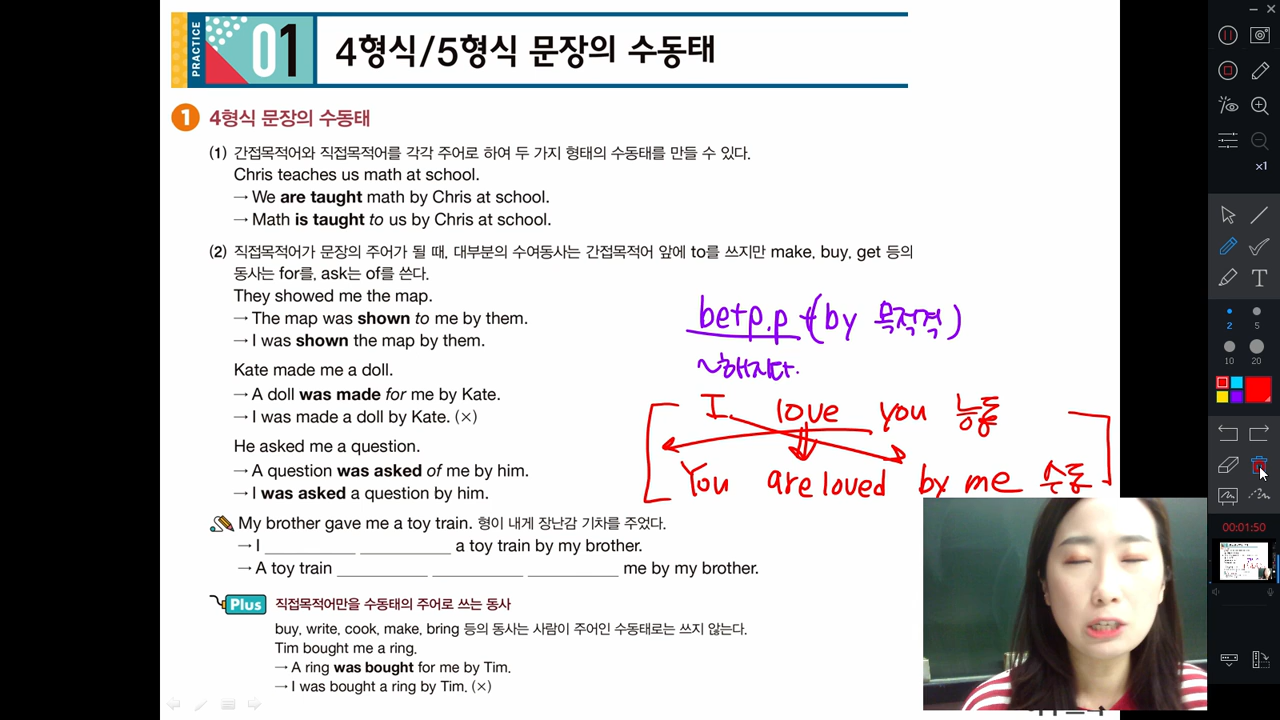 PRACTICE
01
4형식/5형식 문장의 수동태
1 4형식 문장의 수동태
(1) 간접목적어와 직접목적어를 각각 주어로 하여 두 가지 형태의 수동태를 만들 수 있다.
Chris teaches us math at school.
→ We are taught math by Chris at school.
→ Math is taught to us by Chris at school.
(2) 직접목적어가 문장의 주어가 될 때, 대부분의 수여동사는 간접목적어 앞에 to를 쓰지만 make, buy, get 등의
동사는 for를, ask는 of를 쓴다.
They showed me the map.
→ The map was shown to me by them.
→ I was shown the map by them.
Kate made me a doll.
→ A doll was made for me by Kate.
→ I was made a doll by Kate. (×)
He asked me a question.
→ A question was asked of me by him.
→ I was asked a question by him.
My brother gave me a toy train. 형이 내게 장난감 기차를 주었다.
→ I ________ ________ a toy train by my brother.
→ A toy train ________ ________ ________ me by my brother.
Plus 직접목적어만을 수동태의 주어로 쓰는 동사
buy, write, cook, make, bring 등의 동사는 사람이 주어인 수동태로는 쓰지 않는다.
Tim bought me a ring.
→ A ring was bought for me by Tim.
→ I was bought a ring by Tim. (×)
be+p.p + (by 목적격)
~해지다.
I love you 능동
You are loved by me 수동
x1
2
5
10
20
00:01:50